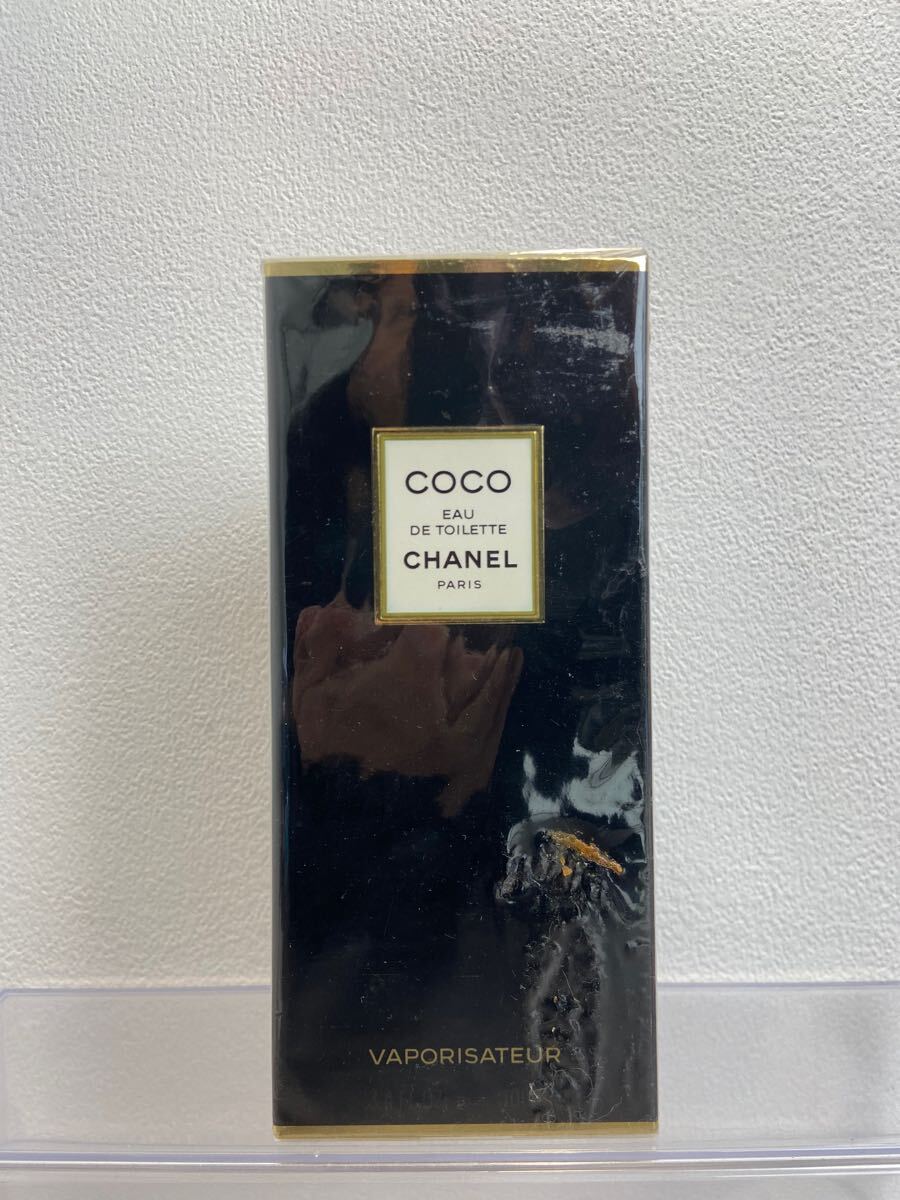 COCO
EAU
DE TOILETTE
CHANEL
PARIS
VAPORISATEUR